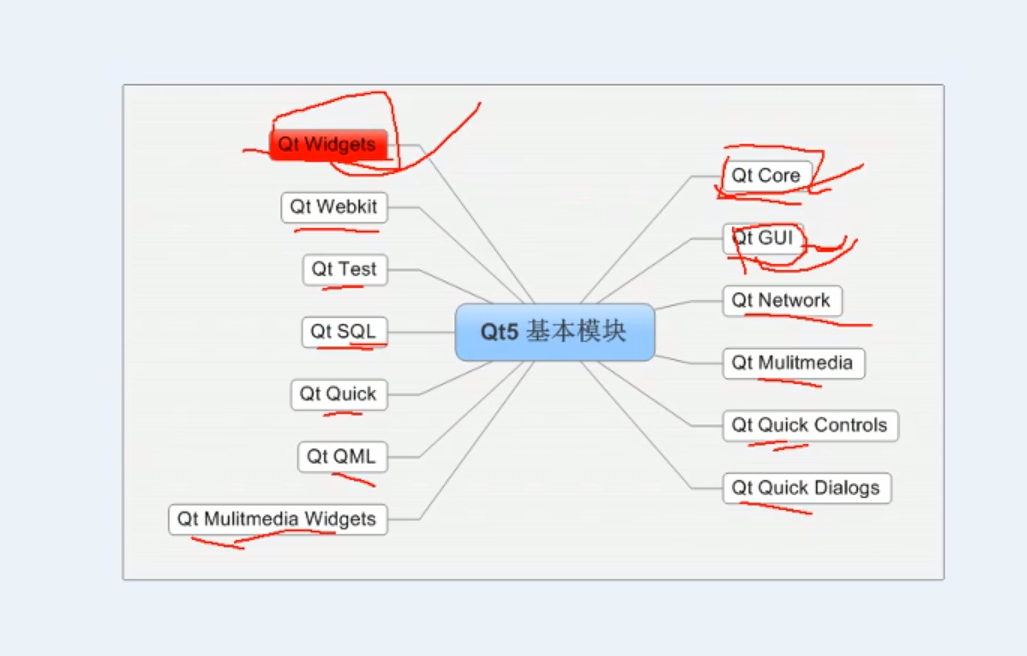 Qt Widgets
Qt Webkit
Qt Test
Qt SQL
Qt Quick
Qt QML
Qt Mulitmedia Widgets
Qt5 基本模块
Qt Core
Qt GUI
Qt Network
Qt Mulitmedia
Qt Quick Controls
Qt Quick Dialogs